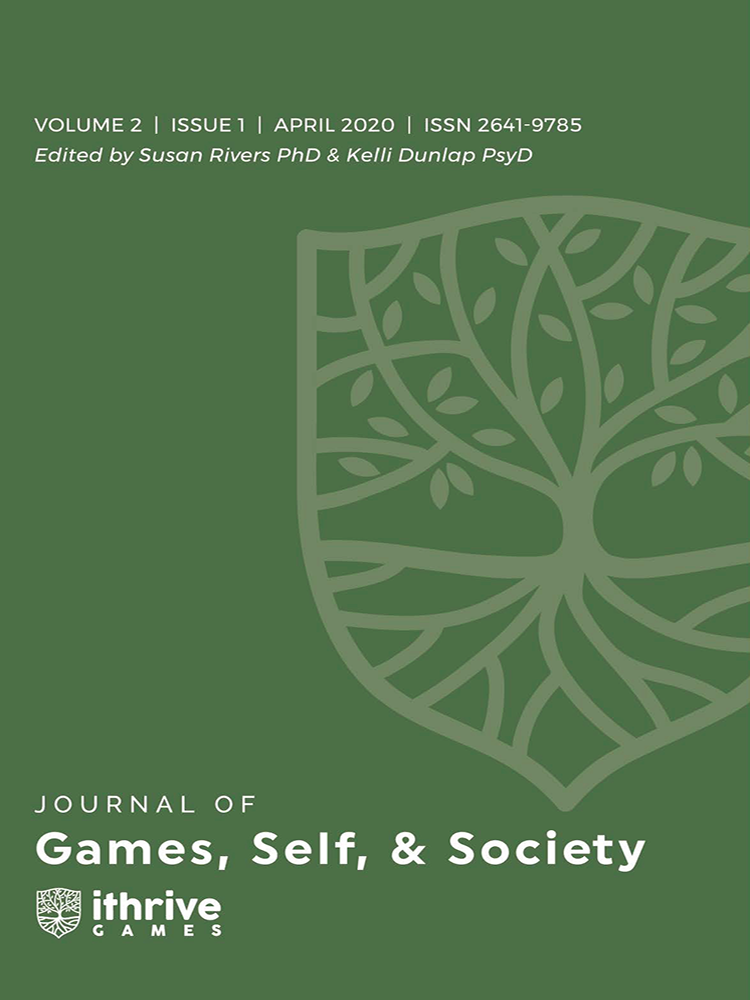 VOLUME 2 | ISSUE 1 | APRIL 2020 | ISSN 2641-9785
Edited by Susan Rivers PhD & Kelli Dunlap PsyD
JOURNAL OF
Games, Self, & Society
ithrive
GAMES